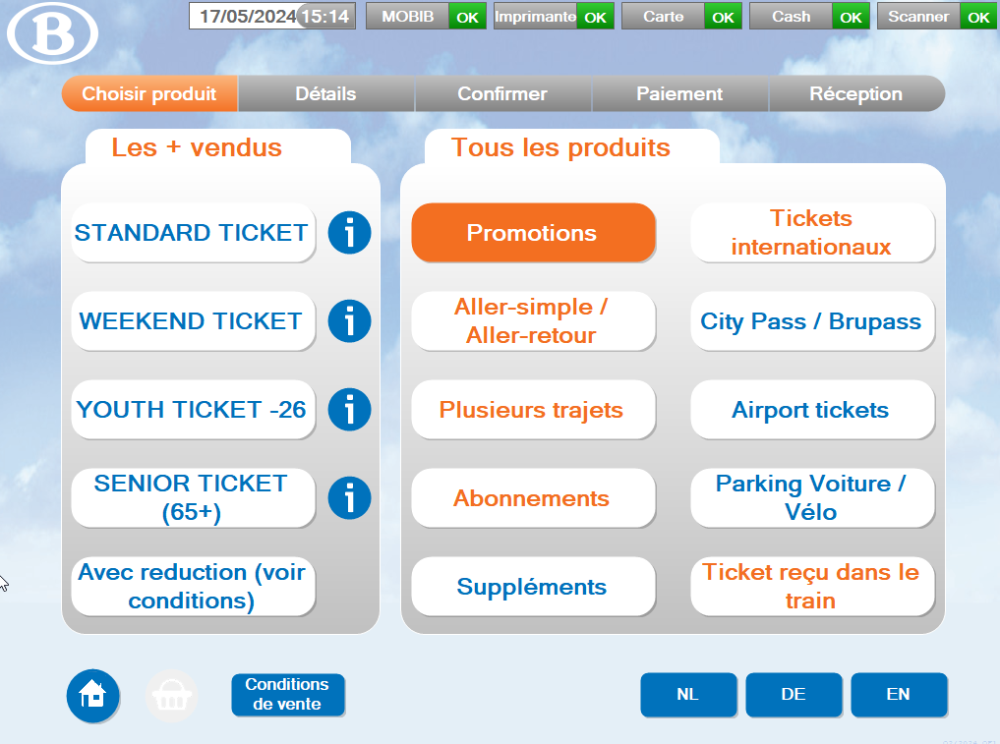 B
17/05/2024 15:14
MOBIB OK
Imprimante OK
Carte OK
Cash OK
Scanner OK
Choisir produit
Détails
Confirmer
Paiement
Réception
Les + vendus
STANDARD TICKET
WEEKEND TICKET
YOUTH TICKET -26
SENIOR TICKET
(65+)
Avec reduction (voir
conditions)
Tous les produits
Promotions
Tickets
internationaux
Aller-simple /
Aller-retour
City Pass / Brupass
Plusieurs trajets
Airport tickets
Abonnements
Parking Voiture /
Vélo
Suppléments
Ticket reçu dans le
train
Conditions
de vente
NL
DE
EN